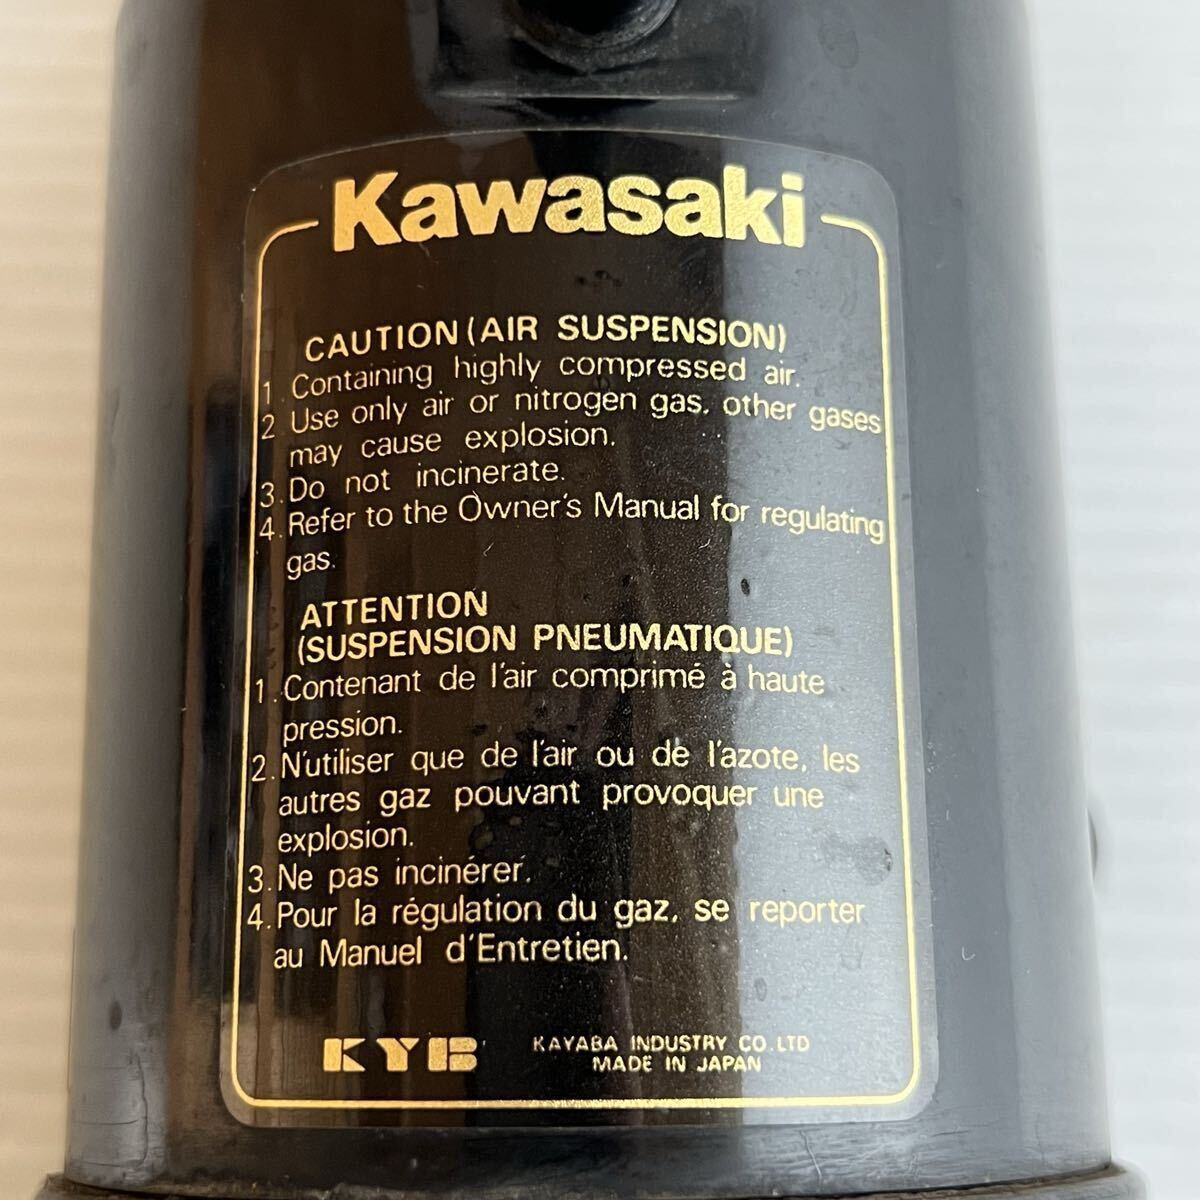 Kawasaki
CAUTION (AIR SUSPENSION)
1. Containing highly compressed air.
2. Use only air or nitrogen gas, other gases
may cause explosion.
3. Do not incinerate.
4. Refer to the Owner's Manual for regulating
gas.
ATTENTION
(SUSPENSION PNEUMATIQUE)
1. Contenant de l'air comprimé à haute
pression.
2. N'utiliser que de l'air ou de l'azote, les
autres gaz pouvant provoquer une
explosion.
3. Ne pas incinérer.
4. Pour la régulation du gaz, se reporter
au Manuel d'Entretien.
KYB KAYABA INDUSTRY CO.LTD
MADE IN JAPAN